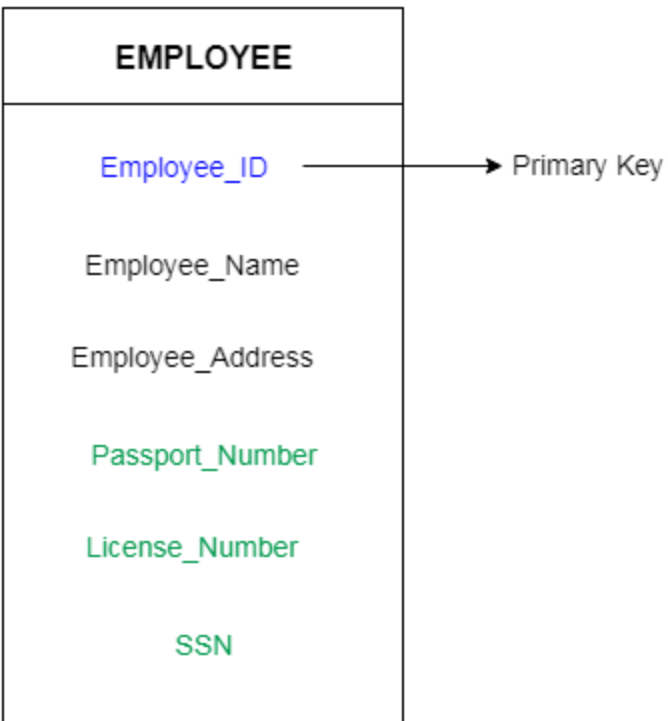 EMPLOYEE
Employee_ID
Primary Key
Employee_Name
Employee_Address
Passport_Number
License_Number
SSN